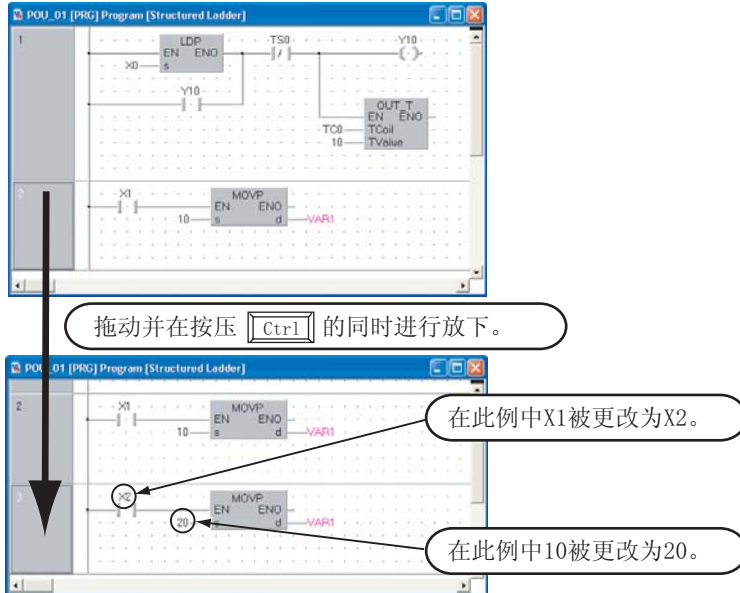 POU_01 [PRG] Program [Structured Ladder]
1
LDP
TS0
Y10
EN ENO
X0
s
Y10
OUT_T
EN ENO
TC0
TCoil
10
TValue
2
X1
MOVP
EN ENO
10
s d
VAR1
拖动并在按压 Ctrl 的同时进行放下。
POU_01 [PRG] Program [Structured Ladder]
2
X1
MOVP
EN ENO
10
s d
VAR1
在此例中X1被更改为X2。
3
X2
MOVP
EN ENO
20
s d
VAR1
在此例中10被更改为20。